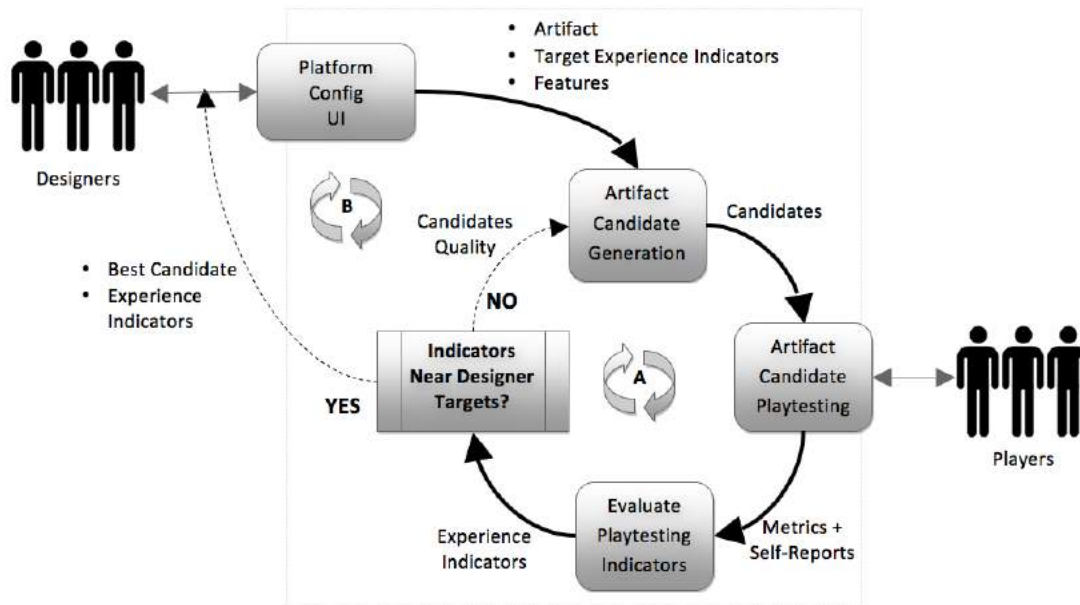 • Artifact
• Target Experience Indicators
• Features
Platform
Config
UI
Designers
B
Artifact
Candidate
Generation
Candidates
Candidates
Quality
• Best Candidate
• Experience
Indicators
NO
Indicators
Near Designer
Targets?
YES
A
Artifact
Candidate
Playtesting
Players
Evaluate
Playtesting
Indicators
Experience
Indicators
Metrics +
Self-Reports